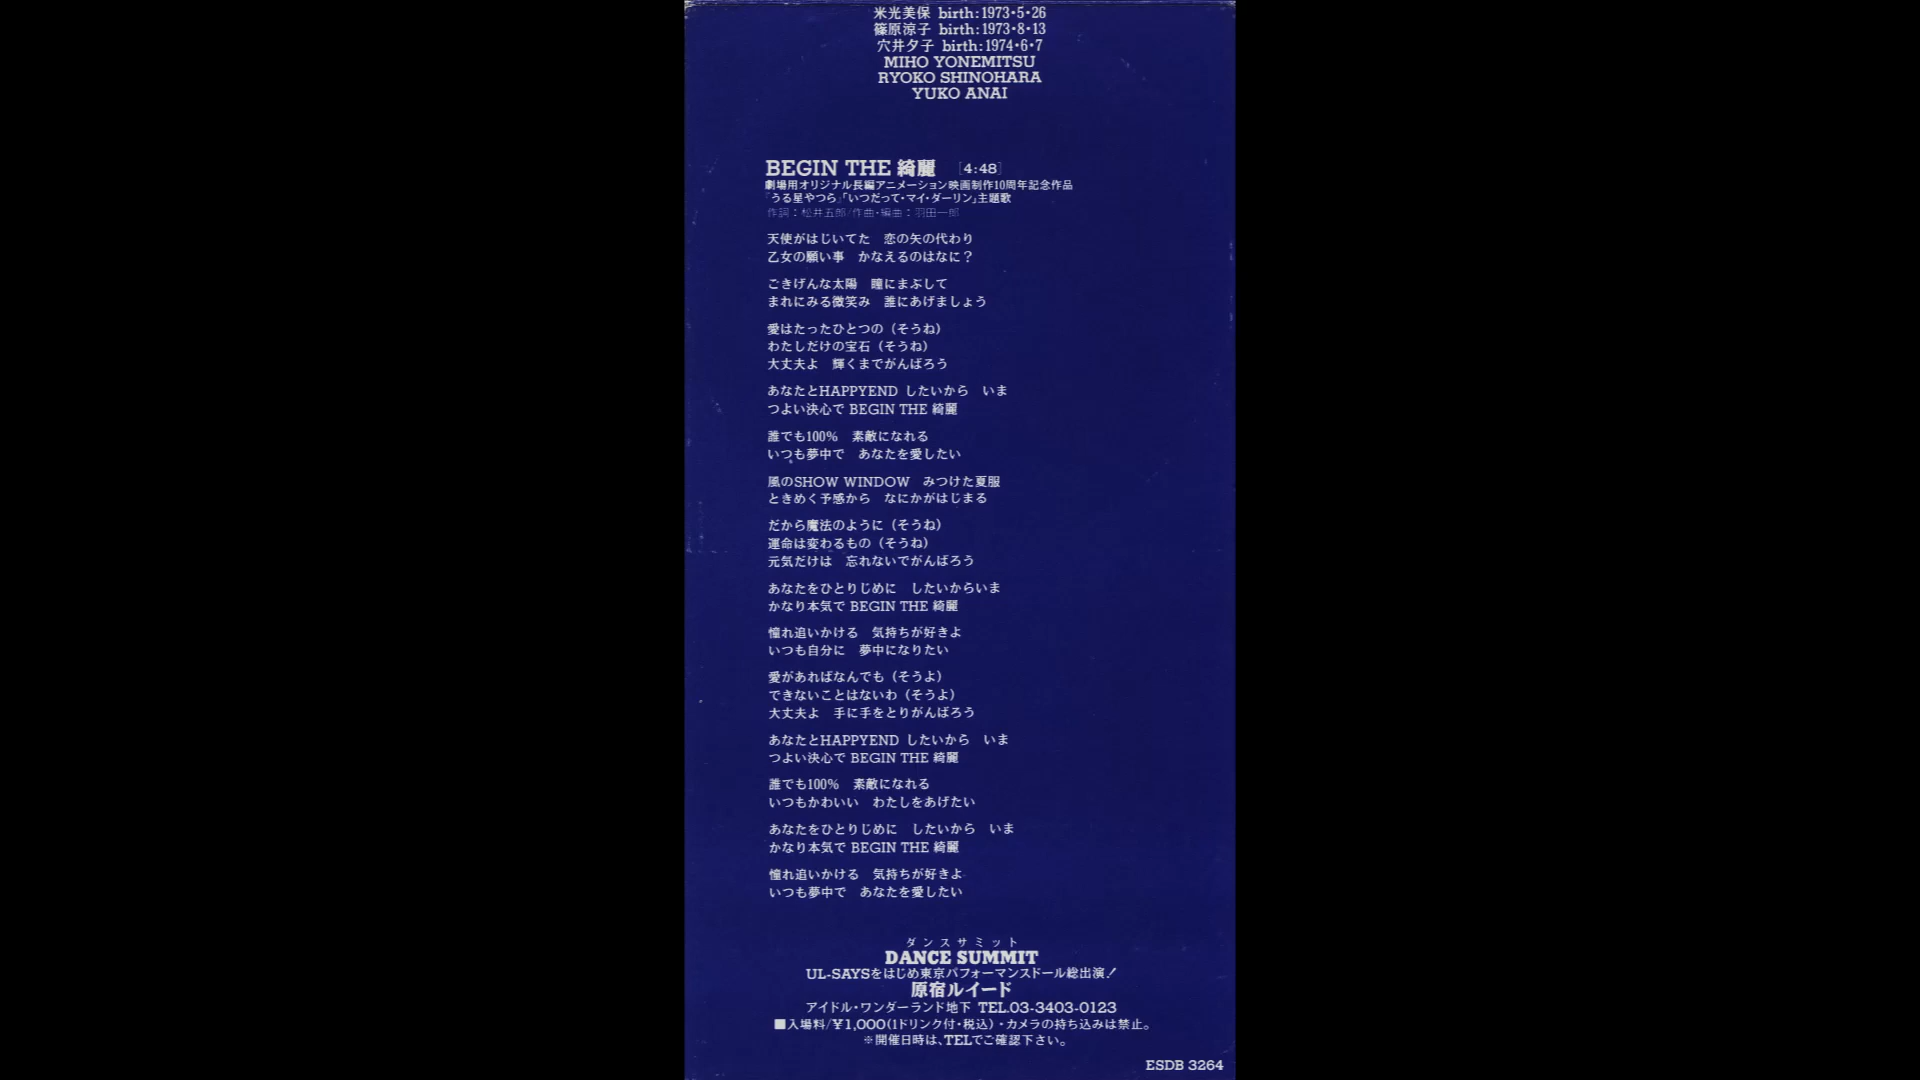 米光美保 birth:1973・5・26
篠原涼子 birth:1973・8・13
穴井夕子 birth:1974・6・7
MIHO YONEMITSU
RYOKO SHINOHARA
YUKO ANAI
BEGIN THE 綺麗 [4:48]
劇場用オリジナル長編アニメーション映画制作10周年記念作品
『うる星やつら』「いつだって・マイ・ダーリン」主題歌
作詞：松井五郎/作曲・編曲：羽田一郎
天使がはじいてた 恋の矢の代わり
乙女の願い事 かなえるのはなに？
ごきげんな太陽 瞳にまぶして
まれにみる微笑み 誰にあげましょう
愛はたったひとつの（そうね）
わたしだけの宝石（そうね）
大丈夫よ 輝くまでがんばろう
あなたとHAPPYEND したいから いま
つよい決心で BEGIN THE 綺麗
誰でも100% 素敵になれる
いつも夢中で あなたを愛したい
風のSHOW WINDOW みつけた夏服
ときめく予感から なにかがはじまる
だから魔法のように（そうね）
運命は変わるもの（そうね）
元気だけは 忘れないでがんばろう
あなたをひとりじめに したいからいま
かなり本気で BEGIN THE 綺麗
憧れ追いかける 気持ちが好きよ
いつも自分に 夢中になりたい
愛があればなんでも（そうよ）
できないことはないわ（そうよ）
大丈夫よ 手に手をとりがんばろう
あなたとHAPPYEND したいから いま
つよい決心で BEGIN THE 綺麗
誰でも100% 素敵になれる
いつもかわいい わたしをあげたい
あなたをひとりじめに したいから いま
かなり本気で BEGIN THE 綺麗
憧れ追いかける 気持ちが好きよ
いつも夢中で あなたを愛したい
ダンスサミット
DANCE SUMMIT
UL-SAYSをはじめ東京パフォーマンスドール総出演！
原宿ルイード
アイドル・ワンダーランド地下 TEL.03-3403-0123
■入場料/¥1,000(1ドリンク付・税込)・カメラの持ち込みは禁止。
※開催日時は、TELでご確認下さい。
ESDB 3264